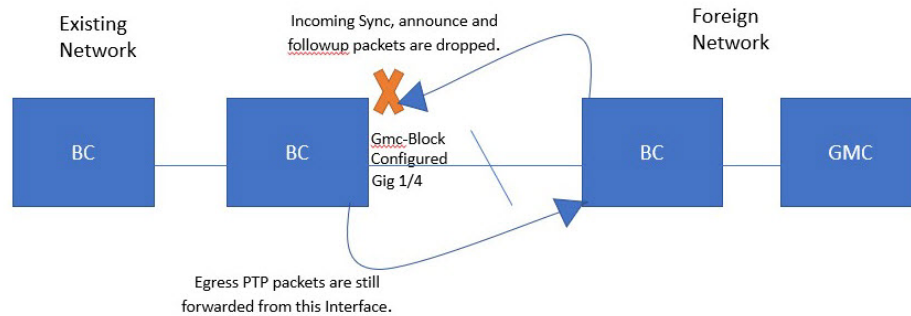 Existing
Network
Incoming Sync, announce and
followup packets are dropped.
Foreign
Network
BC
BC
Gmc-Block
Configured
Gig 1/4
BC
GMC
Egress PTP packets are still
forwarded from this Interface.